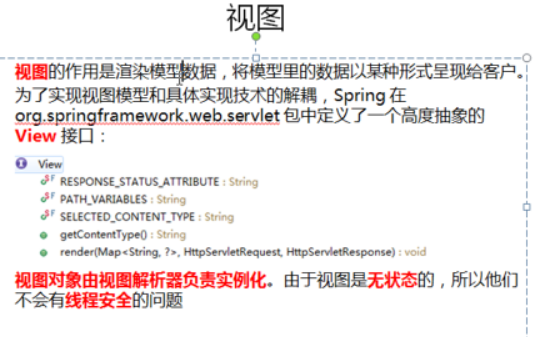 视图
视图的作用是渲染模型数据，将模型里的数据以某种形式呈现给客户。
为了实现视图模型和具体实现技术的解耦，Spring 在
org.springframework.web.servlet 包中定义了一个高度抽象的
View 接口：
View
RESPONSE_STATUS_ATTRIBUTE : String
PATH_VARIABLES : String
SELECTED_CONTENT_TYPE : String
getContentType() : String
render(Map<String, ?>, HttpServletRequest, HttpServletResponse) : void
视图对象由视图解析器负责实例化。由于视图是无状态的，所以他们
不会有线程安全的问题